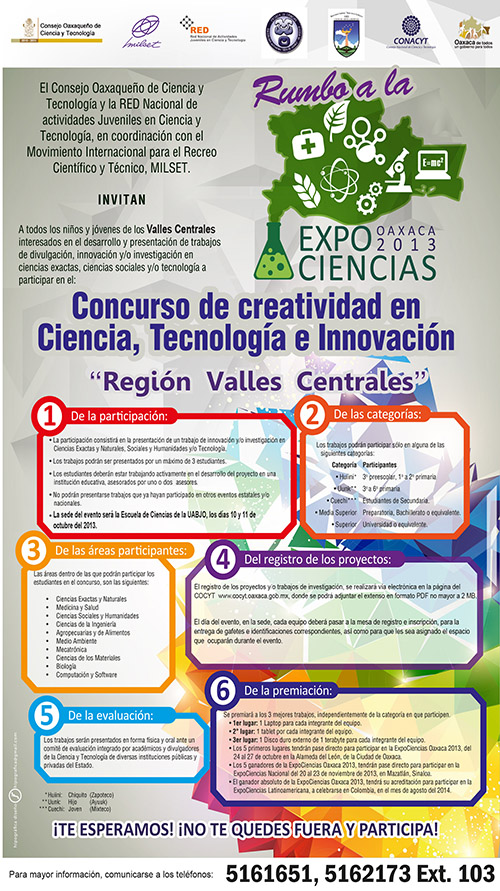 Consejo Oaxaqueño de
Ciencia y Tecnología
milset
RED
Red Nacional de Actividades
Juveniles en Ciencia y Tecnología
CONACYT
Consejo Nacional de Ciencia y Tecnología
Oaxaca de todos
un gobierno para todos
El Consejo Oaxaqueño de Ciencia y
Tecnología y la RED Nacional de
actividades Juveniles en Ciencia y
Tecnología, en coordinación con el
Movimiento Internacional para el Recreo
Científico y Técnico, MILSET.
INVITAN
A todos los niños y jóvenes de los Valles Centrales
interesados en el desarrollo y presentación de trabajos
de divulgación, innovación y/o investigación en
ciencias exactas, ciencias sociales y/o tecnología a
participar en el:
Rumbo a la
E=mc²
EXPO OAXACA 2013
CIENCIAS
Concurso de creatividad en
Ciencia, Tecnología e Innovación
“Región Valles Centrales”
1 De la participación:
• La participación consistirá en la presentación de un trabajo de innovación y/o investigación en
Ciencias Exactas y Naturales, Sociales y Humanidades y/o Tecnología.
• Los trabajos podrán ser presentados por un máximo de 3 estudiantes.
• Los estudiantes deberán estar trabajando activamente en el desarrollo del proyecto en una
institución educativa, asesorados por uno o dos asesores.
• No podrán presentarse trabajos que ya hayan participado en otros eventos estatales y/o
nacionales.
• La sede del evento será la Escuela de Ciencias de la UABJO, los días 10 y 11 de
octubre del 2013.
2 De las categorías:
Los trabajos podrán participar sólo en alguna de las
siguientes categorías:
Categoría Participantes
• Huiini* 3º preescolar, 1º a 2º primaria.
• Uunk** 3º a 6º primaria.
• Cuechi*** Estudiantes de Secundaria.
• Media Superior Preparatoria, Bachillerato o equivalente.
• Superior Universidad o equivalente.
3 De las áreas participantes:
Las áreas dentro de las que podrán participar los
estudiantes en el concurso, son las siguientes:
• Ciencias Exactas y Naturales
• Medicina y Salud
• Ciencias Sociales y Humanidades
• Ciencias de la Ingeniería
• Agropecuarias y de Alimentos
• Medio Ambiente
• Mecatrónica
• Ciencias de los Materiales
• Biología
• Computación y Software
4 Del registro de los proyectos:
El registro de los proyectos y/o trabajos de investigación, se realizará vía electrónica en la página del
COCYT www.cocyt.oaxaca.gob.mx, donde se podrá adjuntar el extenso en formato PDF no mayor a 2 MB.
El día del evento, en la sede, cada equipo deberá pasar a la mesa de registro e inscripción, para la
entrega de gafetes e identificaciones correspondientes, así como para que les sea asignado el espacio
que ocuparán durante el evento.
5 De la evaluación:
Los trabajos serán presentados en forma física y oral ante un
comité de evaluación integrado por académicos y divulgadores
de la Ciencia y Tecnología de diversas instituciones públicas y
privadas del Estado.
6 De la premiación:
Se premiará a los 3 mejores trabajos, independientemente de la categoría en que participen.
• 1er lugar: 1 Laptop para cada integrante del equipo.
• 2º lugar: 1 tablet por cada integrante del equipo.
• 3er lugar: 1 Disco duro externo de 1 terabyte para cada integrante del equipo.
• Los 5 primeros lugares tendrán pase directo para participar en la ExpoCiencias Oaxaca 2013, del
24 al 27 de octubre en la Alameda del León, de la Ciudad de Oaxaca.
• Los 5 ganadores de la ExpoCiencias Oaxaca 2013, tendrán pase directo para participar en la
ExpoCiencias Nacional del 20 al 23 de noviembre de 2013, en Mazatlán, Sinaloa.
• El ganador absoluto de la ExpoCiencias Oaxaca 2013, tendrá su acreditación para participar en la
ExpoCiencias Latinoamericana, a celebrarse en Colombia, en el mes de agosto del 2014.
* Huiini: Chiquito (Zapoteco)
** Uunk: Hijo (Ayuuk)
*** Cuechi: Joven (Mixteco)
¡TE ESPERAMOS! ¡NO TE QUEDES FUERA Y PARTICIPA!
Para mayor información, comunicarse a los teléfonos: 5161651, 5162173 Ext. 103